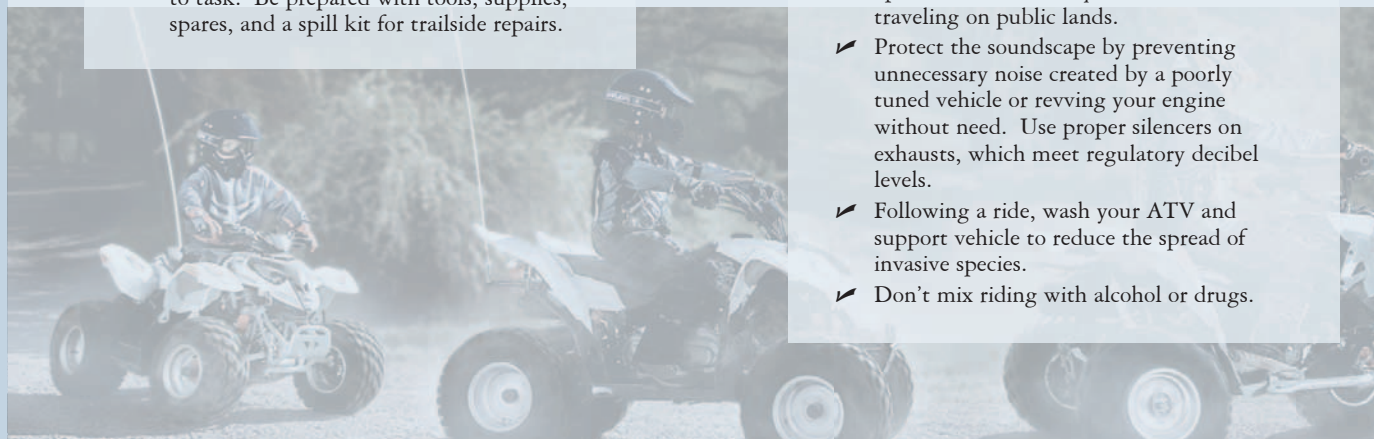 to task.  Be prepared with tools, supplies,
spares, and a spill kit for trailside repairs.
traveling on public lands.
✔ Protect the soundscape by preventing
unnecessary noise created by a poorly
tuned vehicle or revving your engine
without need.  Use proper silencers on
exhausts, which meet regulatory decibel
levels.
✔ Following a ride, wash your ATV and
support vehicle to reduce the spread of
invasive species.
✔ Don't mix riding with alcohol or drugs.